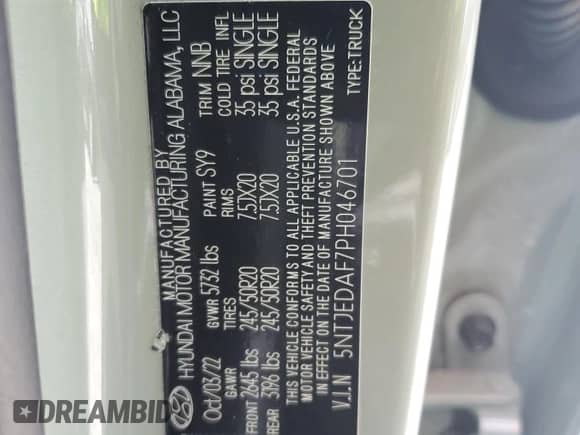 MANUFACTURED BY
HYUNDAI MOTOR MANUFACTURING ALABAMA, LLC
Oct/03/22 GVWR 5732 lbs PAINT SY9 TRIM NNB
GAWR TIRES RIMS COLD TIRE INFL
FRONT 2645 lbs 245/50R20 7.5JX20 35 psi SINGLE
REAR 3196 lbs 245/50R20 7.5JX20 35 psi SINGLE
THIS VEHICLE CONFORMS TO ALL APPLICABLE U.S.A. FEDERAL
MOTOR VEHICLE SAFETY AND THEFT PREVENTION STANDARDS
IN EFFECT ON THE DATE OF MANUFACTURE SHOWN ABOVE
V.I.N 5NTJEDAF7PH046701 TYPE:TRUCK
DREAMBID